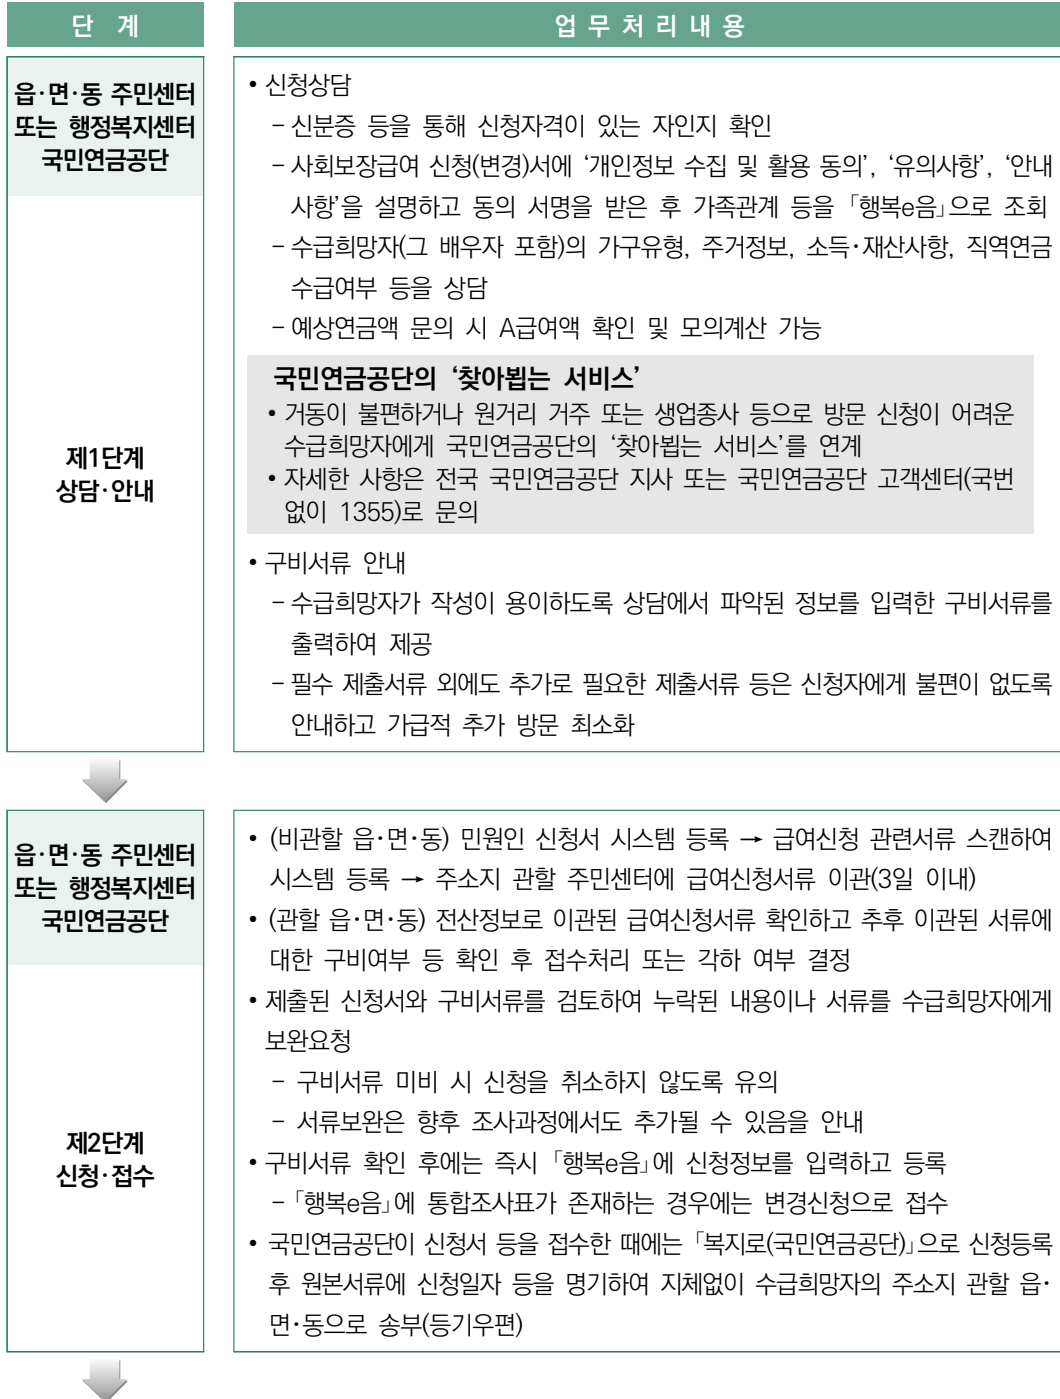 단 계
업 무 처 리 내 용
읍·면·동 주민센터
또는 행정복지센터
국민연금공단
제1단계
상담·안내
• 신청상담
- 신분증 등을 통해 신청자격이 있는 자인지 확인
- 사회보장급여 신청(변경)서에 ‘개인정보 수집 및 활용 동의’, ‘유의사항’, ‘안내
사항’을 설명하고 동의 서명을 받은 후 가족관계 등을 「행복e음」으로 조회
- 수급희망자(그 배우자 포함)의 가구유형, 주거정보, 소득·재산사항, 직역연금
수급여부 등을 상담
- 예상연금액 문의 시 A급여액 확인 및 모의계산 가능
국민연금공단의 ‘찾아뵙는 서비스’
• 거동이 불편하거나 원거리 거주 또는 생업종사 등으로 방문 신청이 어려운
수급희망자에게 국민연금공단의 ‘찾아뵙는 서비스’를 연계
• 자세한 사항은 전국 국민연금공단 지사 또는 국민연금공단 고객센터(국번
없이 1355)로 문의
• 구비서류 안내
- 수급희망자가 작성이 용이하도록 상담에서 파악된 정보를 입력한 구비서류를
출력하여 제공
- 필수 제출서류 외에도 추가로 필요한 제출서류 등은 신청자에게 불편이 없도록
안내하고 가급적 추가 방문 최소화
읍·면·동 주민센터
또는 행정복지센터
국민연금공단
제2단계
신청·접수
• (비관할 읍·면·동) 민원인 신청서 시스템 등록 → 급여신청 관련서류 스캔하여
시스템 등록 → 주소지 관할 주민센터에 급여신청서류 이관(3일 이내)
• (관할 읍·면·동) 전산정보로 이관된 급여신청서류 확인하고 추후 이관된 서류에
대한 구비여부 등 확인 후 접수처리 또는 각하 여부 결정
• 제출된 신청서와 구비서류를 검토하여 누락된 내용이나 서류를 수급희망자에게
보완요청
- 구비서류 미비 시 신청을 취소하지 않도록 유의
- 서류보완은 향후 조사과정에서도 추가될 수 있음을 안내
• 구비서류 확인 후에는 즉시 「행복e음」에 신청정보를 입력하고 등록
- 「행복e음」에 통합조사표가 존재하는 경우에는 변경신청으로 접수
• 국민연금공단이 신청서 등을 접수한 때에는 「복지로(국민연금공단)」으로 신청등록
후 원본서류에 신청일자 등을 명기하여 지체없이 수급희망자의 주소지 관할 읍·
면·동으로 송부(등기우편)